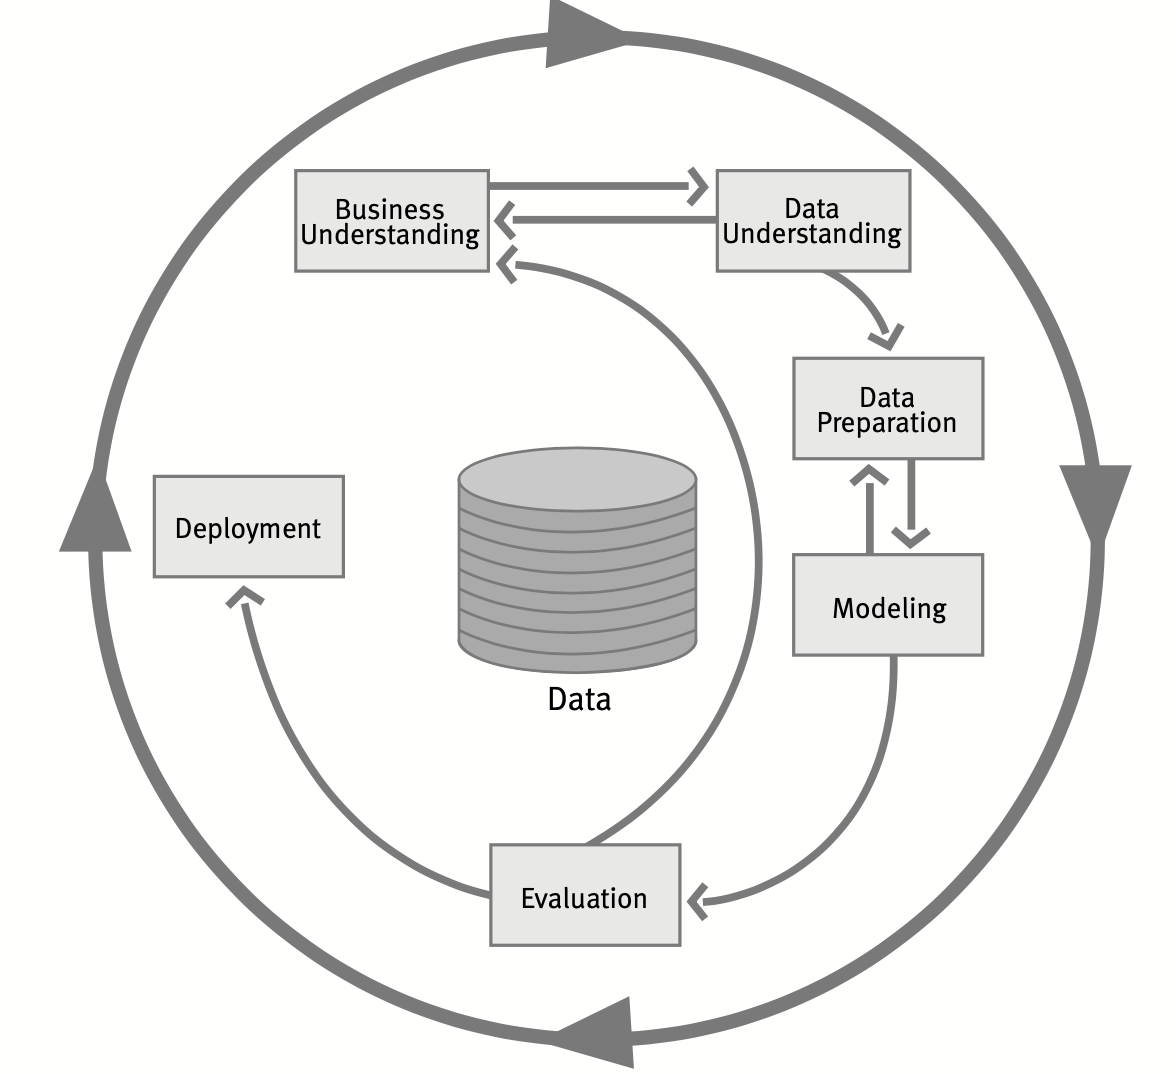 Business
Understanding
Data
Understanding
Data
Preparation
Deployment
Modeling
Data
Evaluation